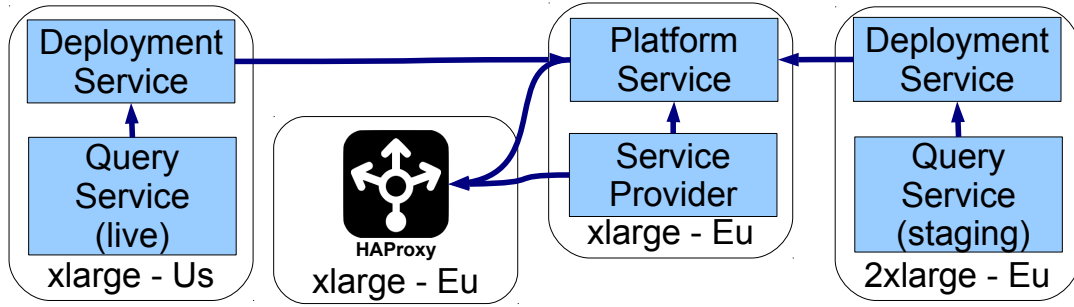 Deployment
Service
Query
Service
(live)
xlarge - Us
HAProxy
xlarge - Eu
Platform
Service
Service
Provider
xlarge - Eu
Deployment
Service
Query
Service
(staging)
2xlarge - Eu